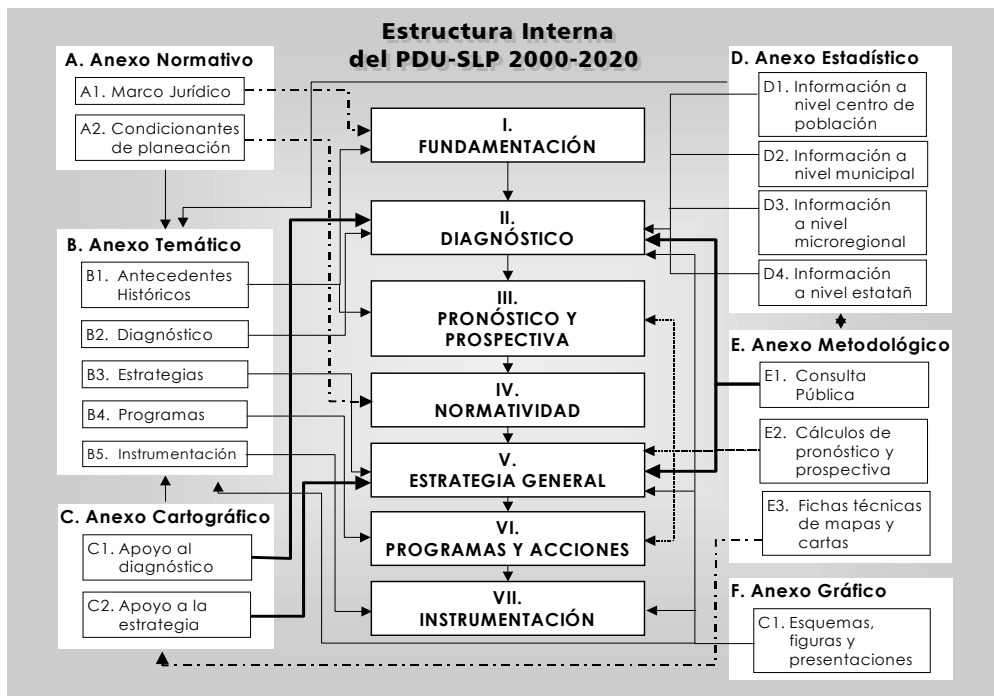 Estructura Interna
del PDU-SLP 2000-2020
A. Anexo Normativo
A1. Marco Jurídico
A2. Condicionantes
de planeación
B. Anexo Temático
B1. Antecedentes
Históricos
B2. Diagnóstico
B3. Estrategias
B4. Programas
B5. Instrumentación
C. Anexo Cartográfico
C1. Apoyo al
diagnóstico
C2. Apoyo a la
estrategia
I.
FUNDAMENTACIÓN
II.
DIAGNÓSTICO
III.
PRONÓSTICO Y
PROSPECTIVA
IV.
NORMATIVIDAD
V.
ESTRATEGIA GENERAL
VI.
PROGRAMAS Y ACCIONES
VII.
INSTRUMENTACIÓN
D. Anexo Estadístico
D1. Información a
nivel centro de
población
D2. Información a
nivel municipal
D3. Información
a nivel
microregional
D4. Información
a nivel estatañ
E. Anexo Metodológico
E1. Consulta
Pública
E2. Cálculos de
pronóstico y
prospectiva
E3. Fichas técnicas
de mapas y
cartas
F. Anexo Gráfico
C1. Esquemas,
figuras y
presentaciones